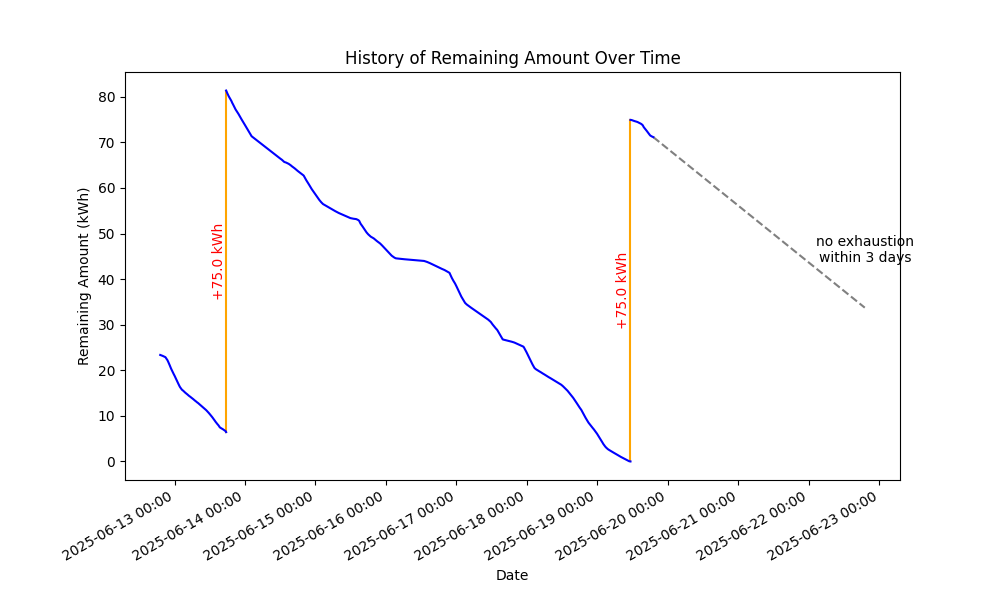 History of Remaining Amount Over Time
Remaining Amount (kWh)
80
70
60
50
40
30
20
10
0
+75.0 kWh
+75.0 kWh
no exhaustion
within 3 days
2025-06-13 00:00
2025-06-14 00:00
2025-06-15 00:00
2025-06-16 00:00
2025-06-17 00:00
2025-06-18 00:00
2025-06-19 00:00
2025-06-20 00:00
2025-06-21 00:00
2025-06-22 00:00
2025-06-23 00:00
Date